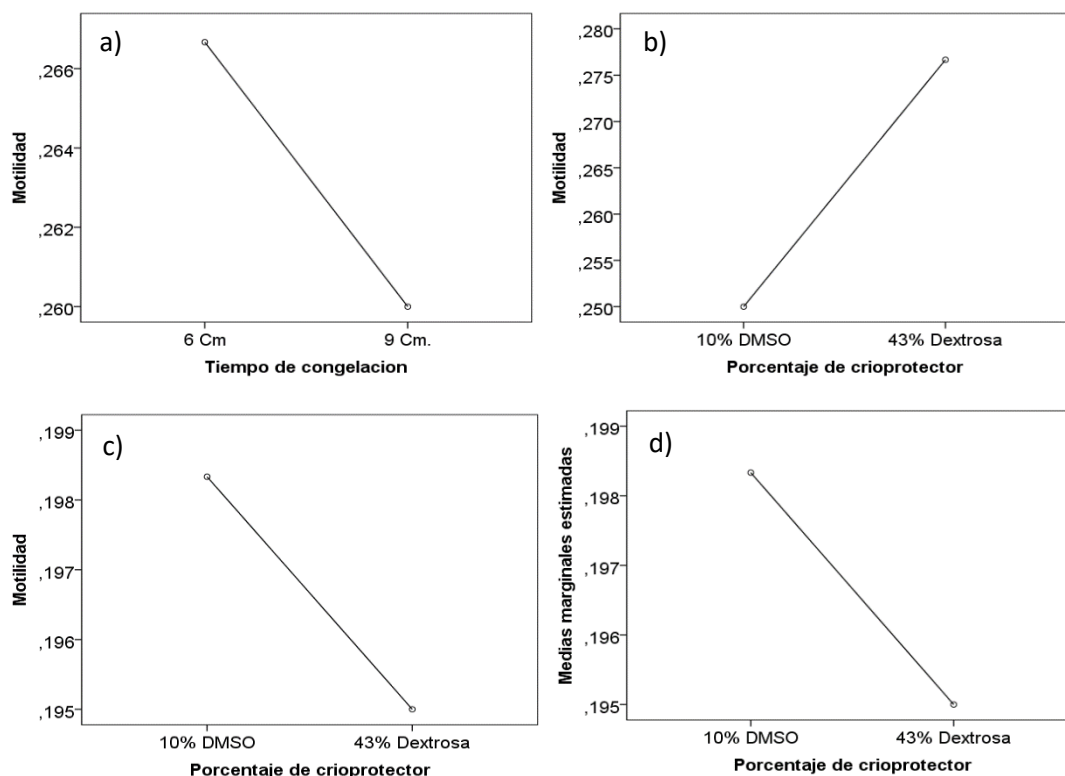 a)
Motilidad
,266
,264
,262
,260
6 Cm 9 Cm.
Tiempo de congelacion
b)
Motilidad
,280
,275
,270
,265
,260
,255
,250
10% DMSO 43% Dextrosa
Porcentaje de crioprotector
c)
Motilidad
,199
,198
,197
,196
,195
10% DMSO 43% Dextrosa
Porcentaje de crioprotector
d)
Medias marginales estimadas
,199
,198
,197
,196
,195
10% DMSO 43% Dextrosa
Porcentaje de crioprotector